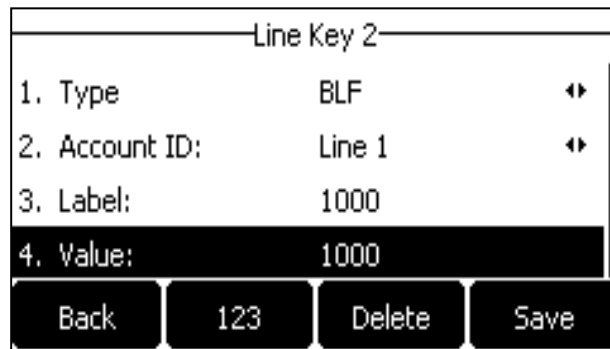 Line Key 2
1. Type BLF
2. Account ID: Line 1
3. Label: 1000
4. Value: 1000
Back 123 Delete Save